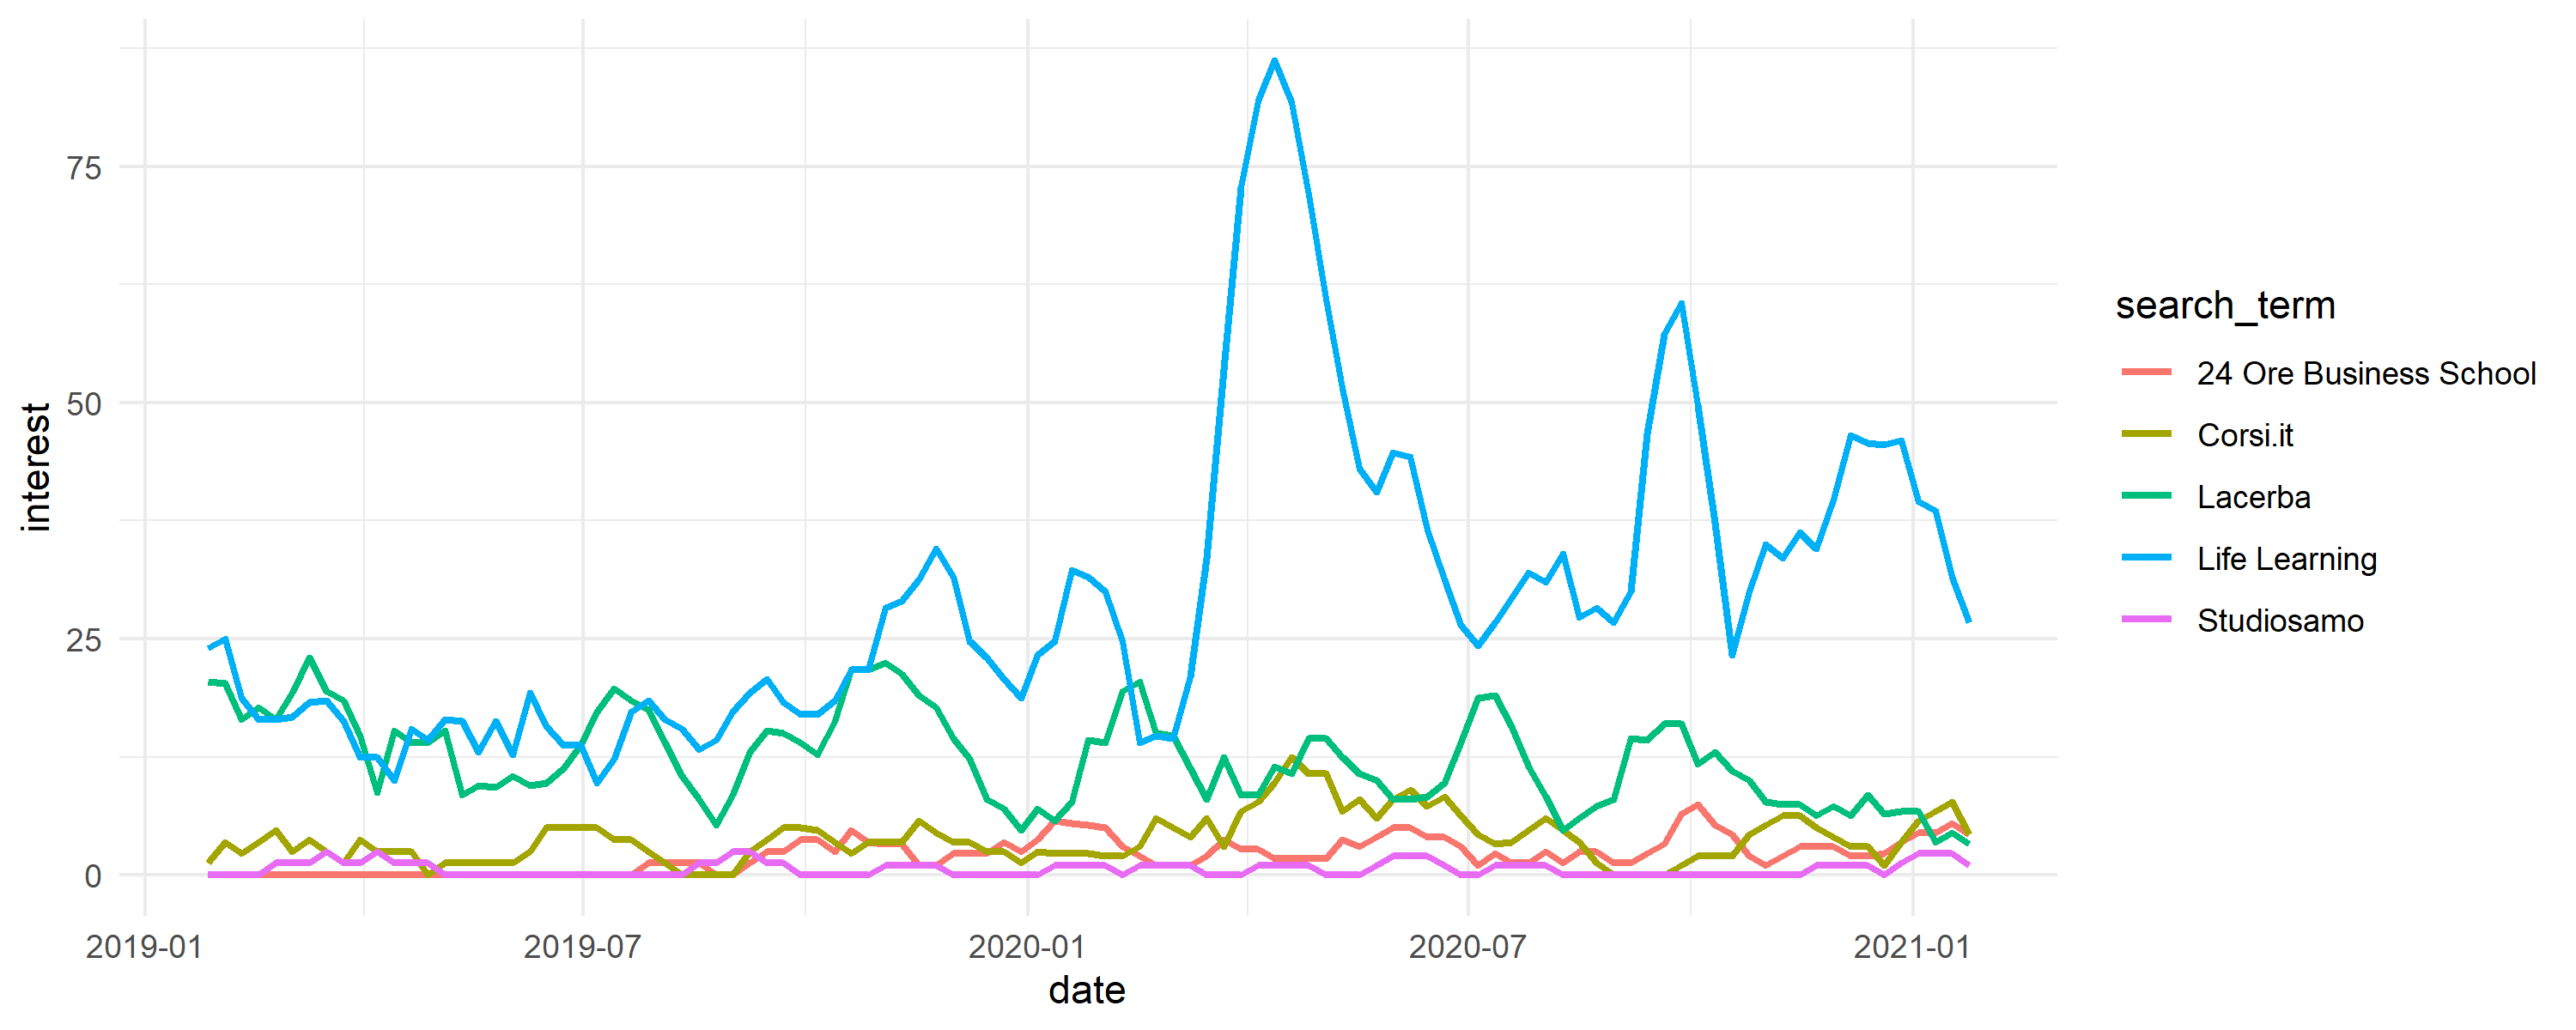 interest
75
50
25
0
2019-01
2019-07
2020-01
2020-07
2021-01
date
search_term
24 Ore Business School
Corsi.it
Lacerba
Life Learning
Studiosamo